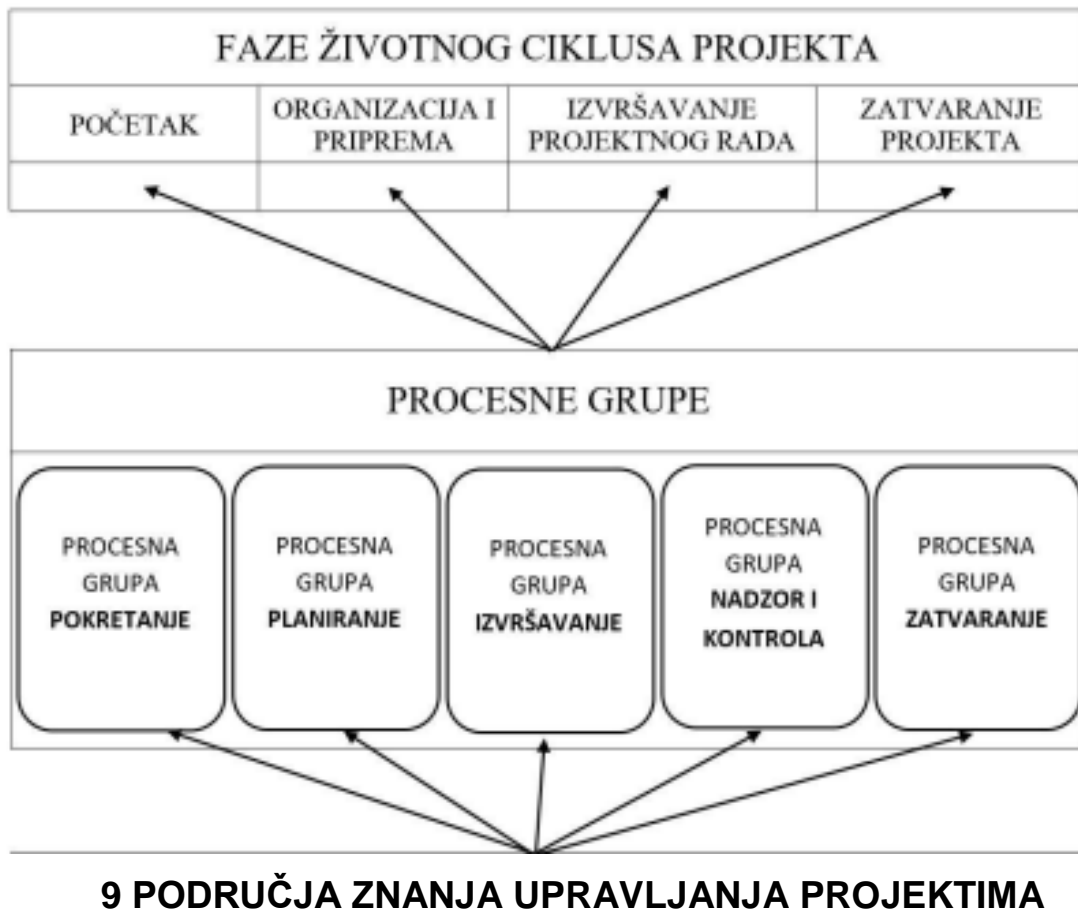 FAZE ŽIVOTNOG CIKLUSA PROJEKTA
POČETAK
ORGANIZACIJA I
PRIPREMA
IZVRŠAVANJE
PROJEKTNOG RADA
ZATVARANJE
PROJEKTA
PROCESNE GRUPE
PROCESNA
GRUPA
POKRETANJE
PROCESNA
GRUPA
PLANIRANJE
PROCESNA
GRUPA
IZVRŠAVANJE
PROCESNA
GRUPA
NADZOR I
KONTROLA
PROCESNA
GRUPA
ZATVARANJE
9 PODRUČJA ZNANJA UPRAVLJANJA PROJEKTIMA